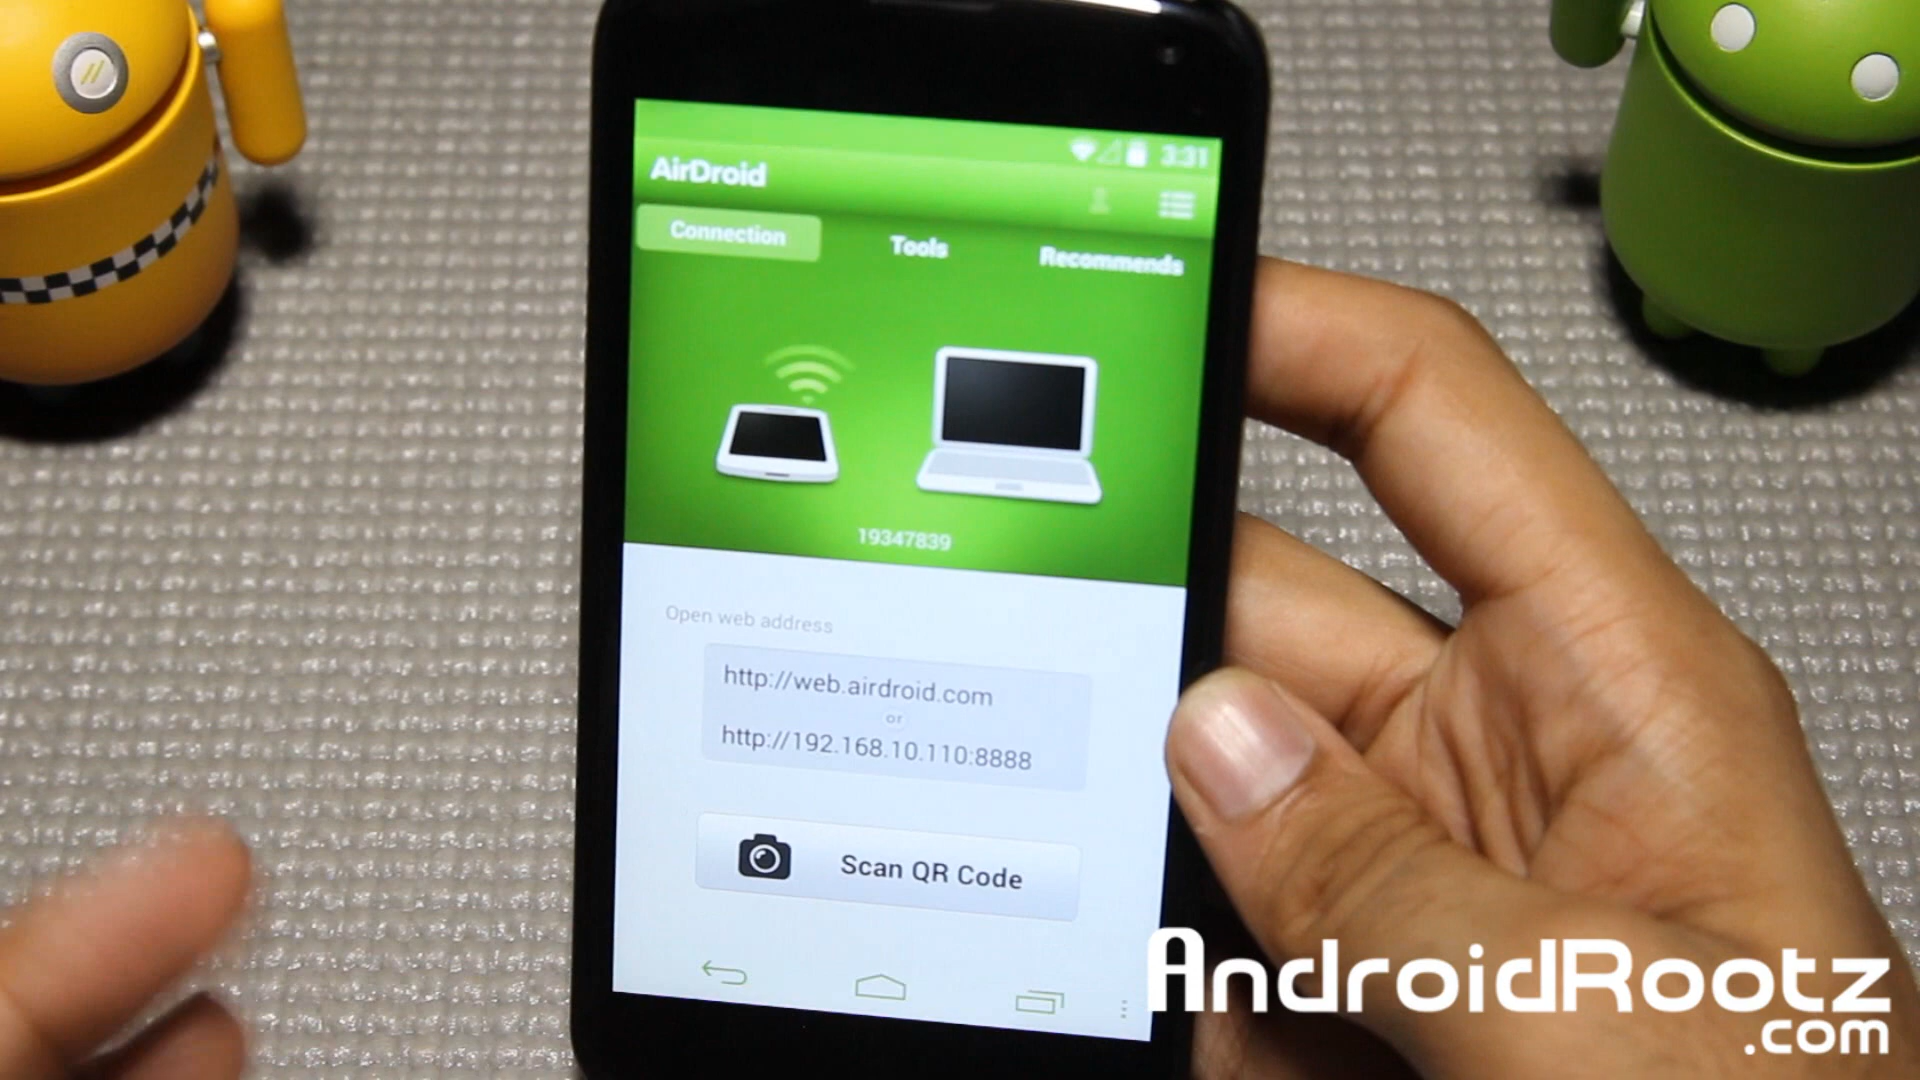 3:31
AirDroid
Connection Tools Recommends
19347839
Open web address
http://web.airdroid.com
or
http://192.168.10.110:8888
Scan QR Code
AndroidRootz
.com